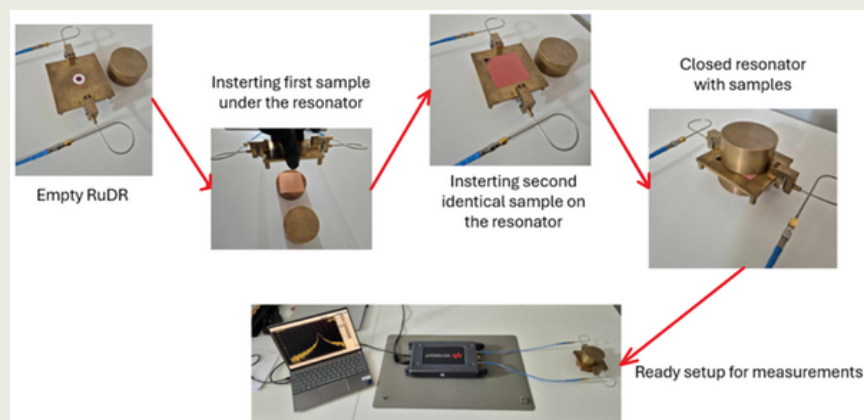 Empty RuDR
Insterting first sample
under the resonator
Insterting second
identical sample on
the resonator
Closed resonator
with samples
KEYSIGHT
Ready setup for measurements